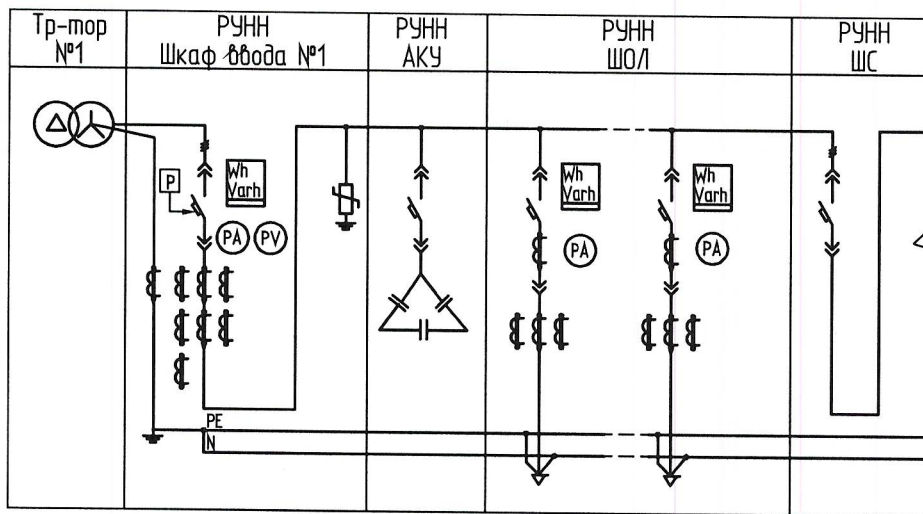 Тр-тор
№1
РУНН
Шкаф ввода №1
РУНН
АКУ
РУНН
ШОЛ
РУНН
ШС
P
Wh
Varh
PA
PV
Wh
Varh
PA
Wh
Varh
PA
PE
N